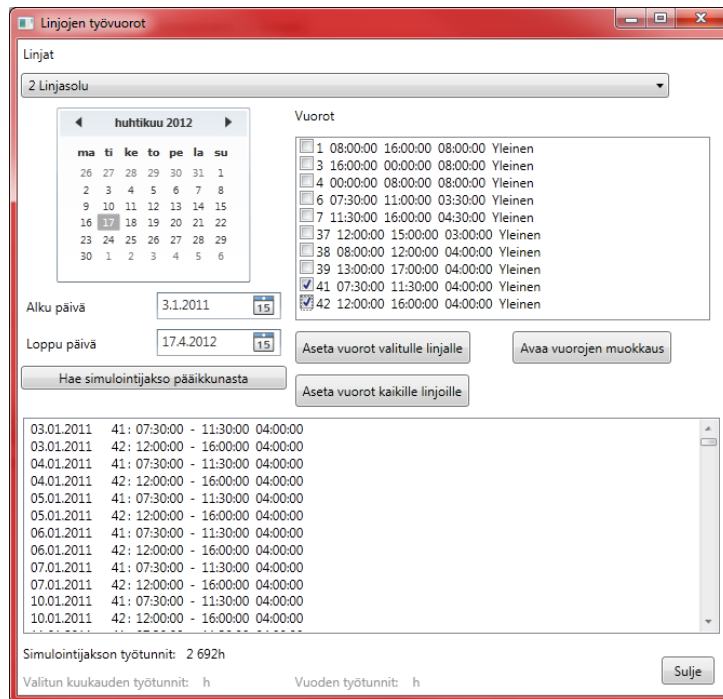 Linjojen työvuorot
Linjat
2 Linjasolu
huhtikuu 2012
ma ti ke to pe la su
26 27 28 29 30 31 1
2 3 4 5 6 7 8
9 10 11 12 13 14 15
16 17 18 19 20 21 22
23 24 25 26 27 28 29
30 1 2 3 4 5 6
Vuorot
1 08:00:00 16:00:00 08:00:00 Yleinen
3 16:00:00 00:00:00 08:00:00 Yleinen
4 00:00:00 08:00:00 08:00:00 Yleinen
6 07:30:00 11:00:00 03:30:00 Yleinen
7 11:30:00 16:00:00 04:30:00 Yleinen
37 12:00:00 15:00:00 03:00:00 Yleinen
38 08:00:00 12:00:00 04:00:00 Yleinen
39 13:00:00 17:00:00 04:00:00 Yleinen
41 07:30:00 11:30:00 04:00:00 Yleinen
42 12:00:00 16:00:00 04:00:00 Yleinen
Alku päivä 3.1.2011 15
Loppu päivä 17.4.2012 15
Hae simulointijakso pääikkunasta
Aseta vuorot valitulle linjalle
Avaa vuorojen muokkaus
Aseta vuorot kaikille linjoille
03.01.2011 41: 07:30:00 - 11:30:00 04:00:00
03.01.2011 42: 12:00:00 - 16:00:00 04:00:00
04.01.2011 41: 07:30:00 - 11:30:00 04:00:00
04.01.2011 42: 12:00:00 - 16:00:00 04:00:00
05.01.2011 41: 07:30:00 - 11:30:00 04:00:00
05.01.2011 42: 12:00:00 - 16:00:00 04:00:00
06.01.2011 41: 07:30:00 - 11:30:00 04:00:00
06.01.2011 42: 12:00:00 - 16:00:00 04:00:00
07.01.2011 41: 07:30:00 - 11:30:00 04:00:00
07.01.2011 42: 12:00:00 - 16:00:00 04:00:00
10.01.2011 41: 07:30:00 - 11:30:00 04:00:00
10.01.2011 42: 12:00:00 - 16:00:00 04:00:00
Simulointijakson työtunnit: 2 692h
Valitun kuukauden työtunnit: h
Vuoden työtunnit: h
Sulje